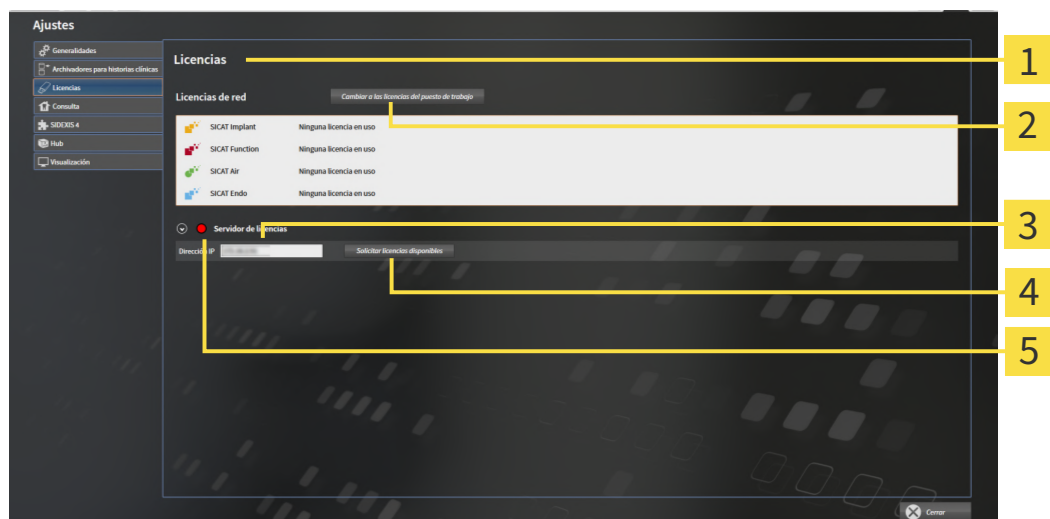 Ajustes
Generalidades
Archivadores para historias clínicas
Licencias
Consulta
SIDEXIS 4
Hub
Visualización
Licencias
Licencias de red
Cambiar a las licencias del puesto de trabajo
SICAT Implant Ninguna licencia en uso
SICAT Function Ninguna licencia en uso
SICAT Air Ninguna licencia en uso
SICAT Endo Ninguna licencia en uso
Servidor de licencias
Dirección IP
Solicitar licencias disponibles
Cerrar
1
2
3
4
5